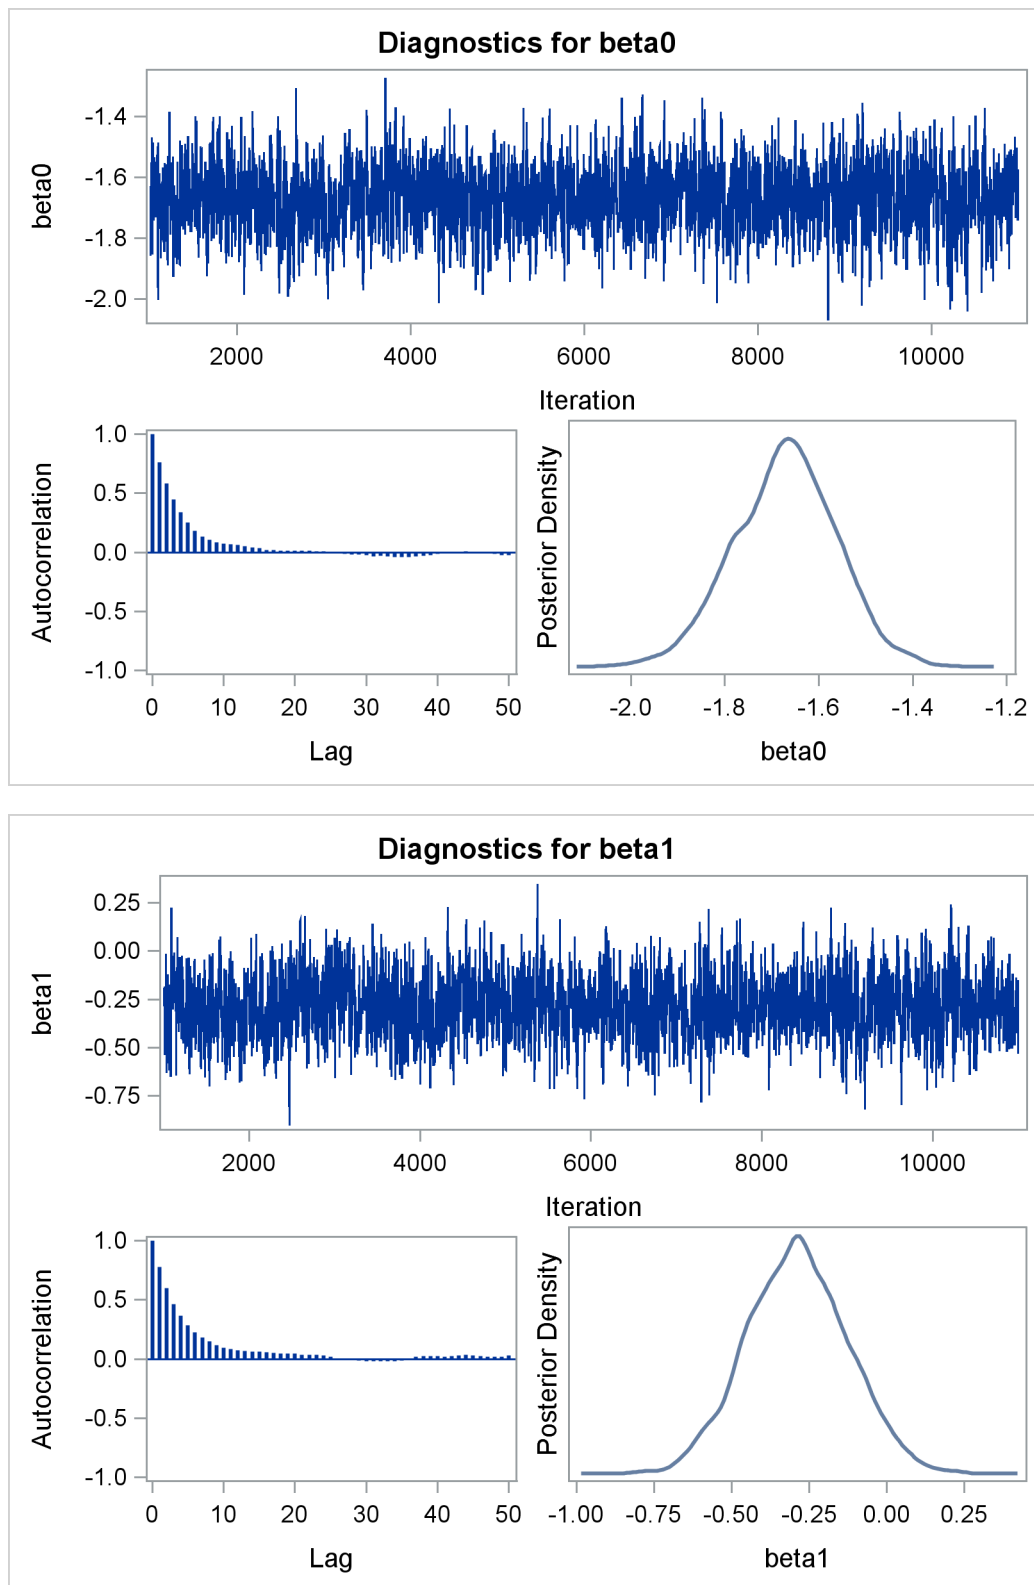 Diagnostics for beta0
beta0
-1.4
-1.6
-1.8
-2.0
2000 4000 6000 8000 10000
Iteration
Autocorrelation
1.0
0.5
0.0
-0.5
-1.0
0 10 20 30 40 50
Lag
Posterior Density
-2.0 -1.8 -1.6 -1.4 -1.2
beta0
Diagnostics for beta1
beta1
0.25
0.00
-0.25
-0.50
-0.75
2000 4000 6000 8000 10000
Iteration
Autocorrelation
1.0
0.5
0.0
-0.5
-1.0
0 10 20 30 40 50
Lag
Posterior Density
-1.00 -0.75 -0.50 -0.25 0.00 0.25
beta1